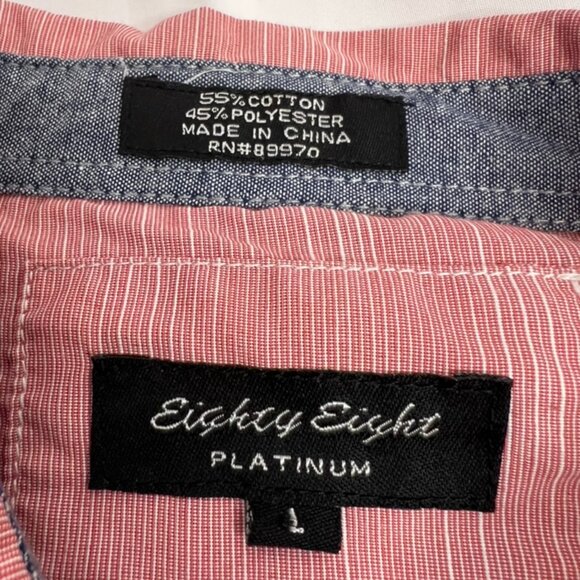 55% COTTON
45% POLYESTER
MADE IN CHINA
RN#89970
Eighty Eight
PLATINUM
L